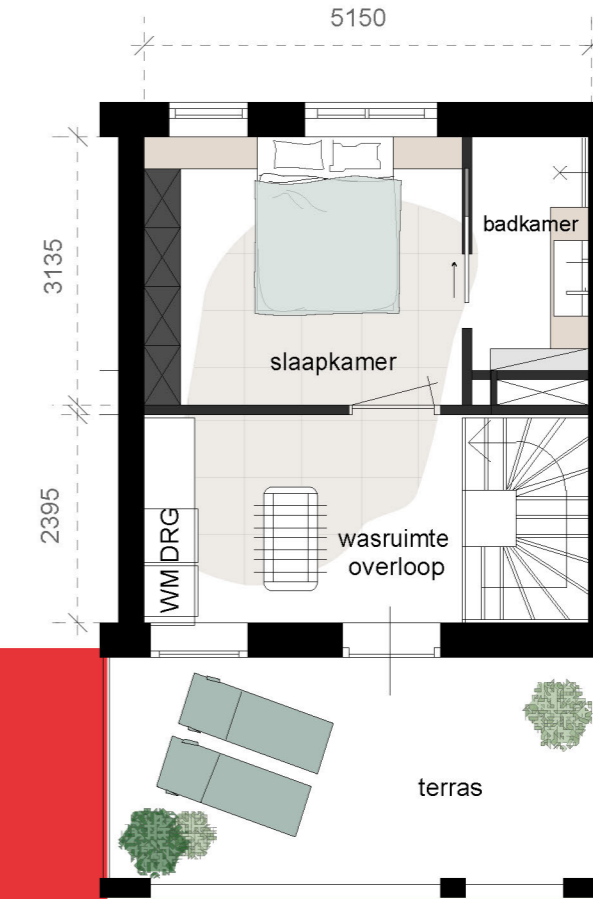 5150
3135
badkamer
slaapkamer
2395
WM DRG
wasruimte
overloop
terras